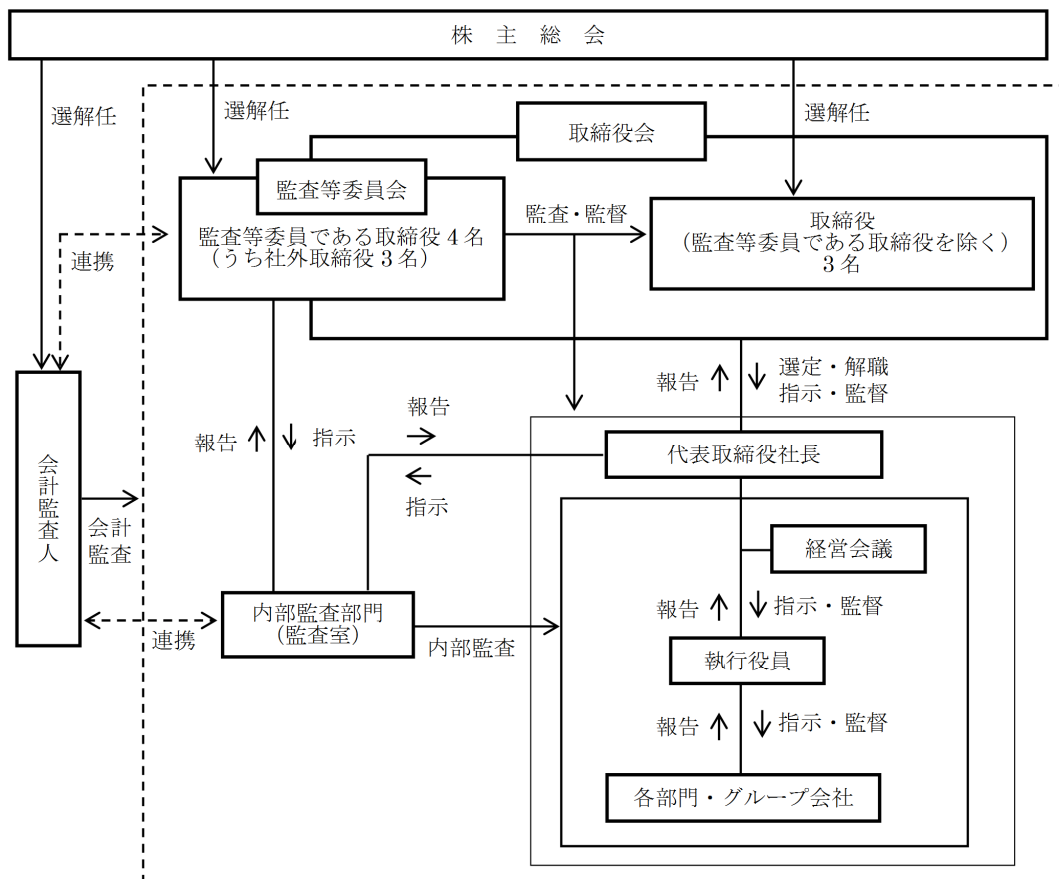 株主総会
選解任
選解任
選解任
取締役会
監査等委員会
監査等委員である取締役4名
（うち社外取締役3名）
監査・監督
取締役
（監査等委員である取締役を除く）
3名
連携
報告
選定・解職
指示・監督
報告
指示
報告
指示
代表取締役社長
会計監査人
会計
監査
経営会議
報告
指示・監督
内部監査部門
（監査室）
連携
内部監査
執行役員
報告
指示・監督
各部門・グループ会社